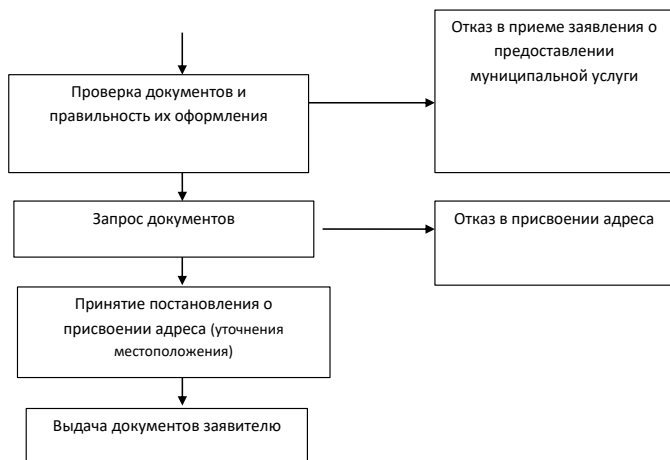 Отказ в приеме заявления о
предоставлении
муниципальной услуги
Проверка документов и
правильность их оформления
Запрос документов
Отказ в присвоении адреса
Принятие постановления о
присвоении адреса (уточнения
местоположения)
Выдача документов заявителю